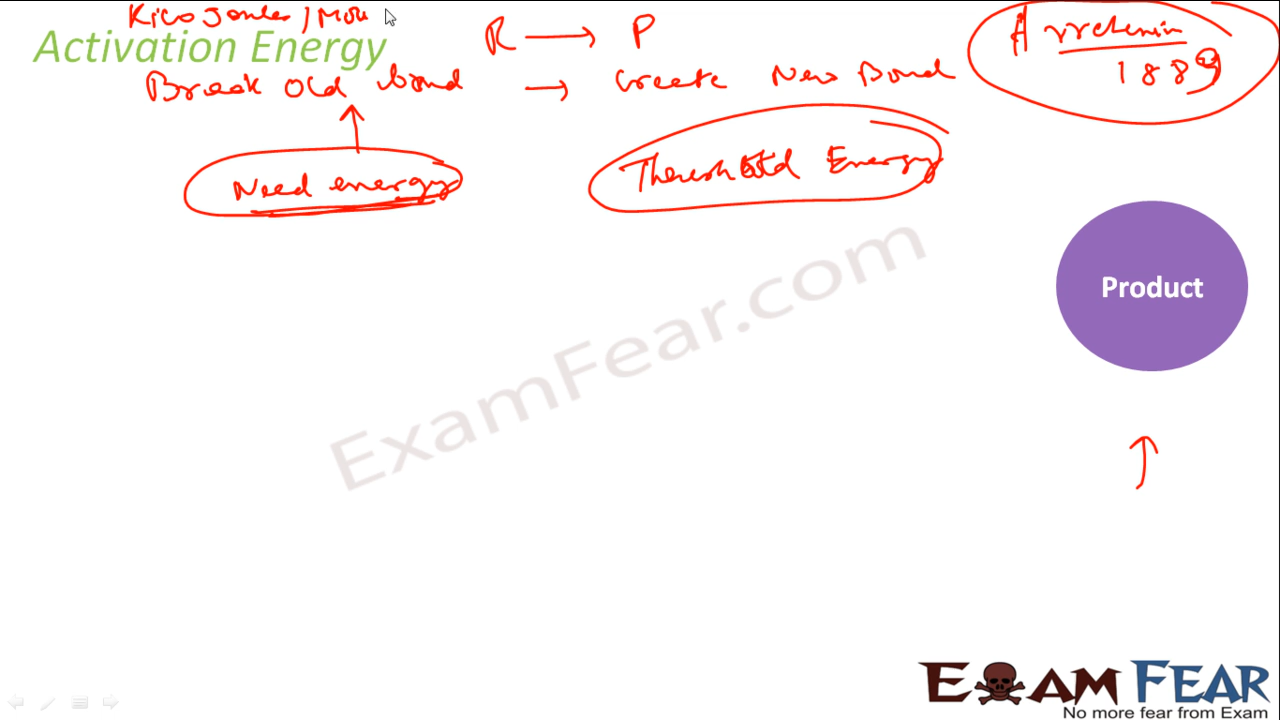 Kilo Joules / Mole
Activation Energy
R → P
Arrhenius
1889
Break Old bond → Create New Bond
Need energy
Threshold Energy
ExamFear.com
Product
EXAM FEAR
No more fear from Exam